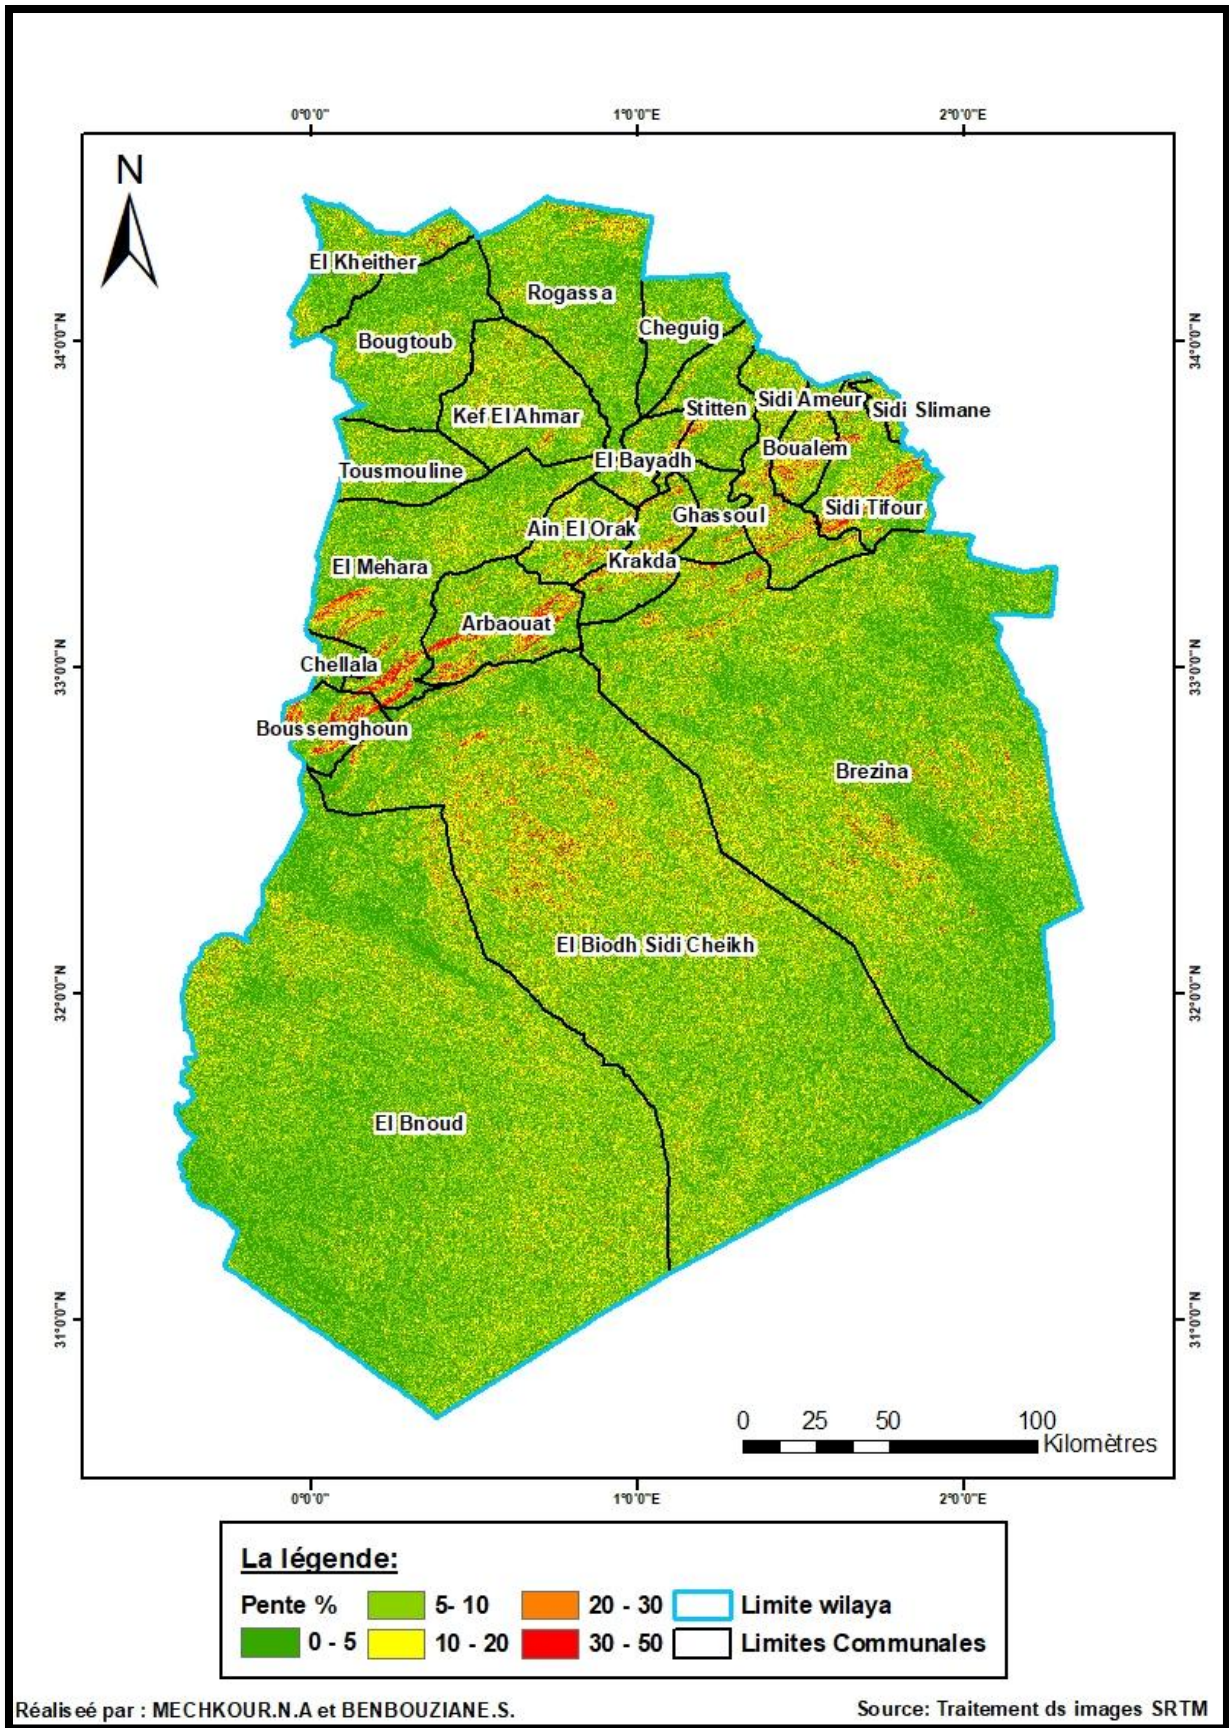 0°0'0" 1°0'0"E 2°0'0"E
N
El Kheither
Rogassa
Cheguig
34°0'0"N 34°0'0"N
Bougtoub
Kef El Ahmar
Stitten
Sidi Ameur
Sidi Slimane
El Bayadh
Boualem
Tousmouline
Sidi Tifour
Ghassoul
Ain El Orak
El Mehara
Krakda
Arbaouat
33°0'0"N 33°0'0"N
Chellala
Boussemghoun
Brezina
El Biodh Sidi Cheikh
32°0'0"N 32°0'0"N
El Bnoud
31°0'0"N 31°0'0"N
0 25 50 100
Kilomètres
0°0'0" 1°0'0"E 2°0'0"E
La légende:
Pente % 5- 10 20 - 30 Limite wilaya
0 - 5 10 - 20 30 - 50 Limites Communales
Réaliseé par : MECHKOUR.N.A et BENBOUZIANE.S. Source: Traitement ds images SRTM